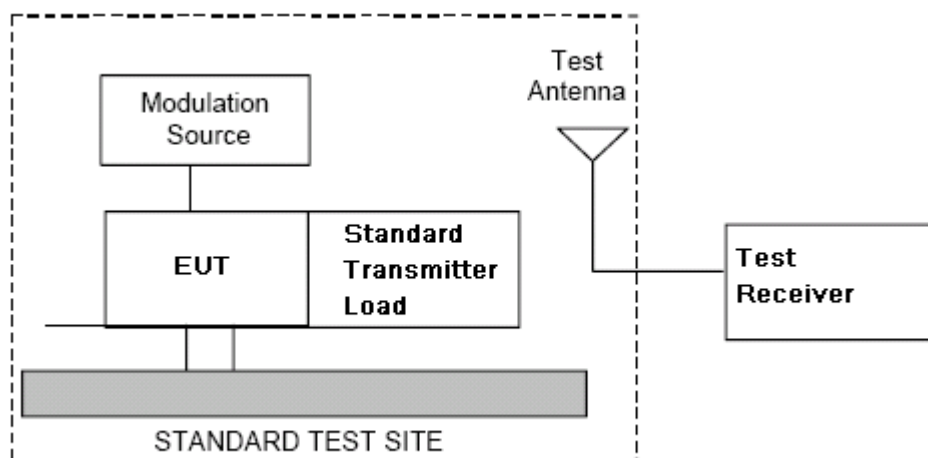 Modulation
Source
Test
Antenna
EUT
Standard
Transmitter
Load
Test
Receiver
STANDARD TEST SITE